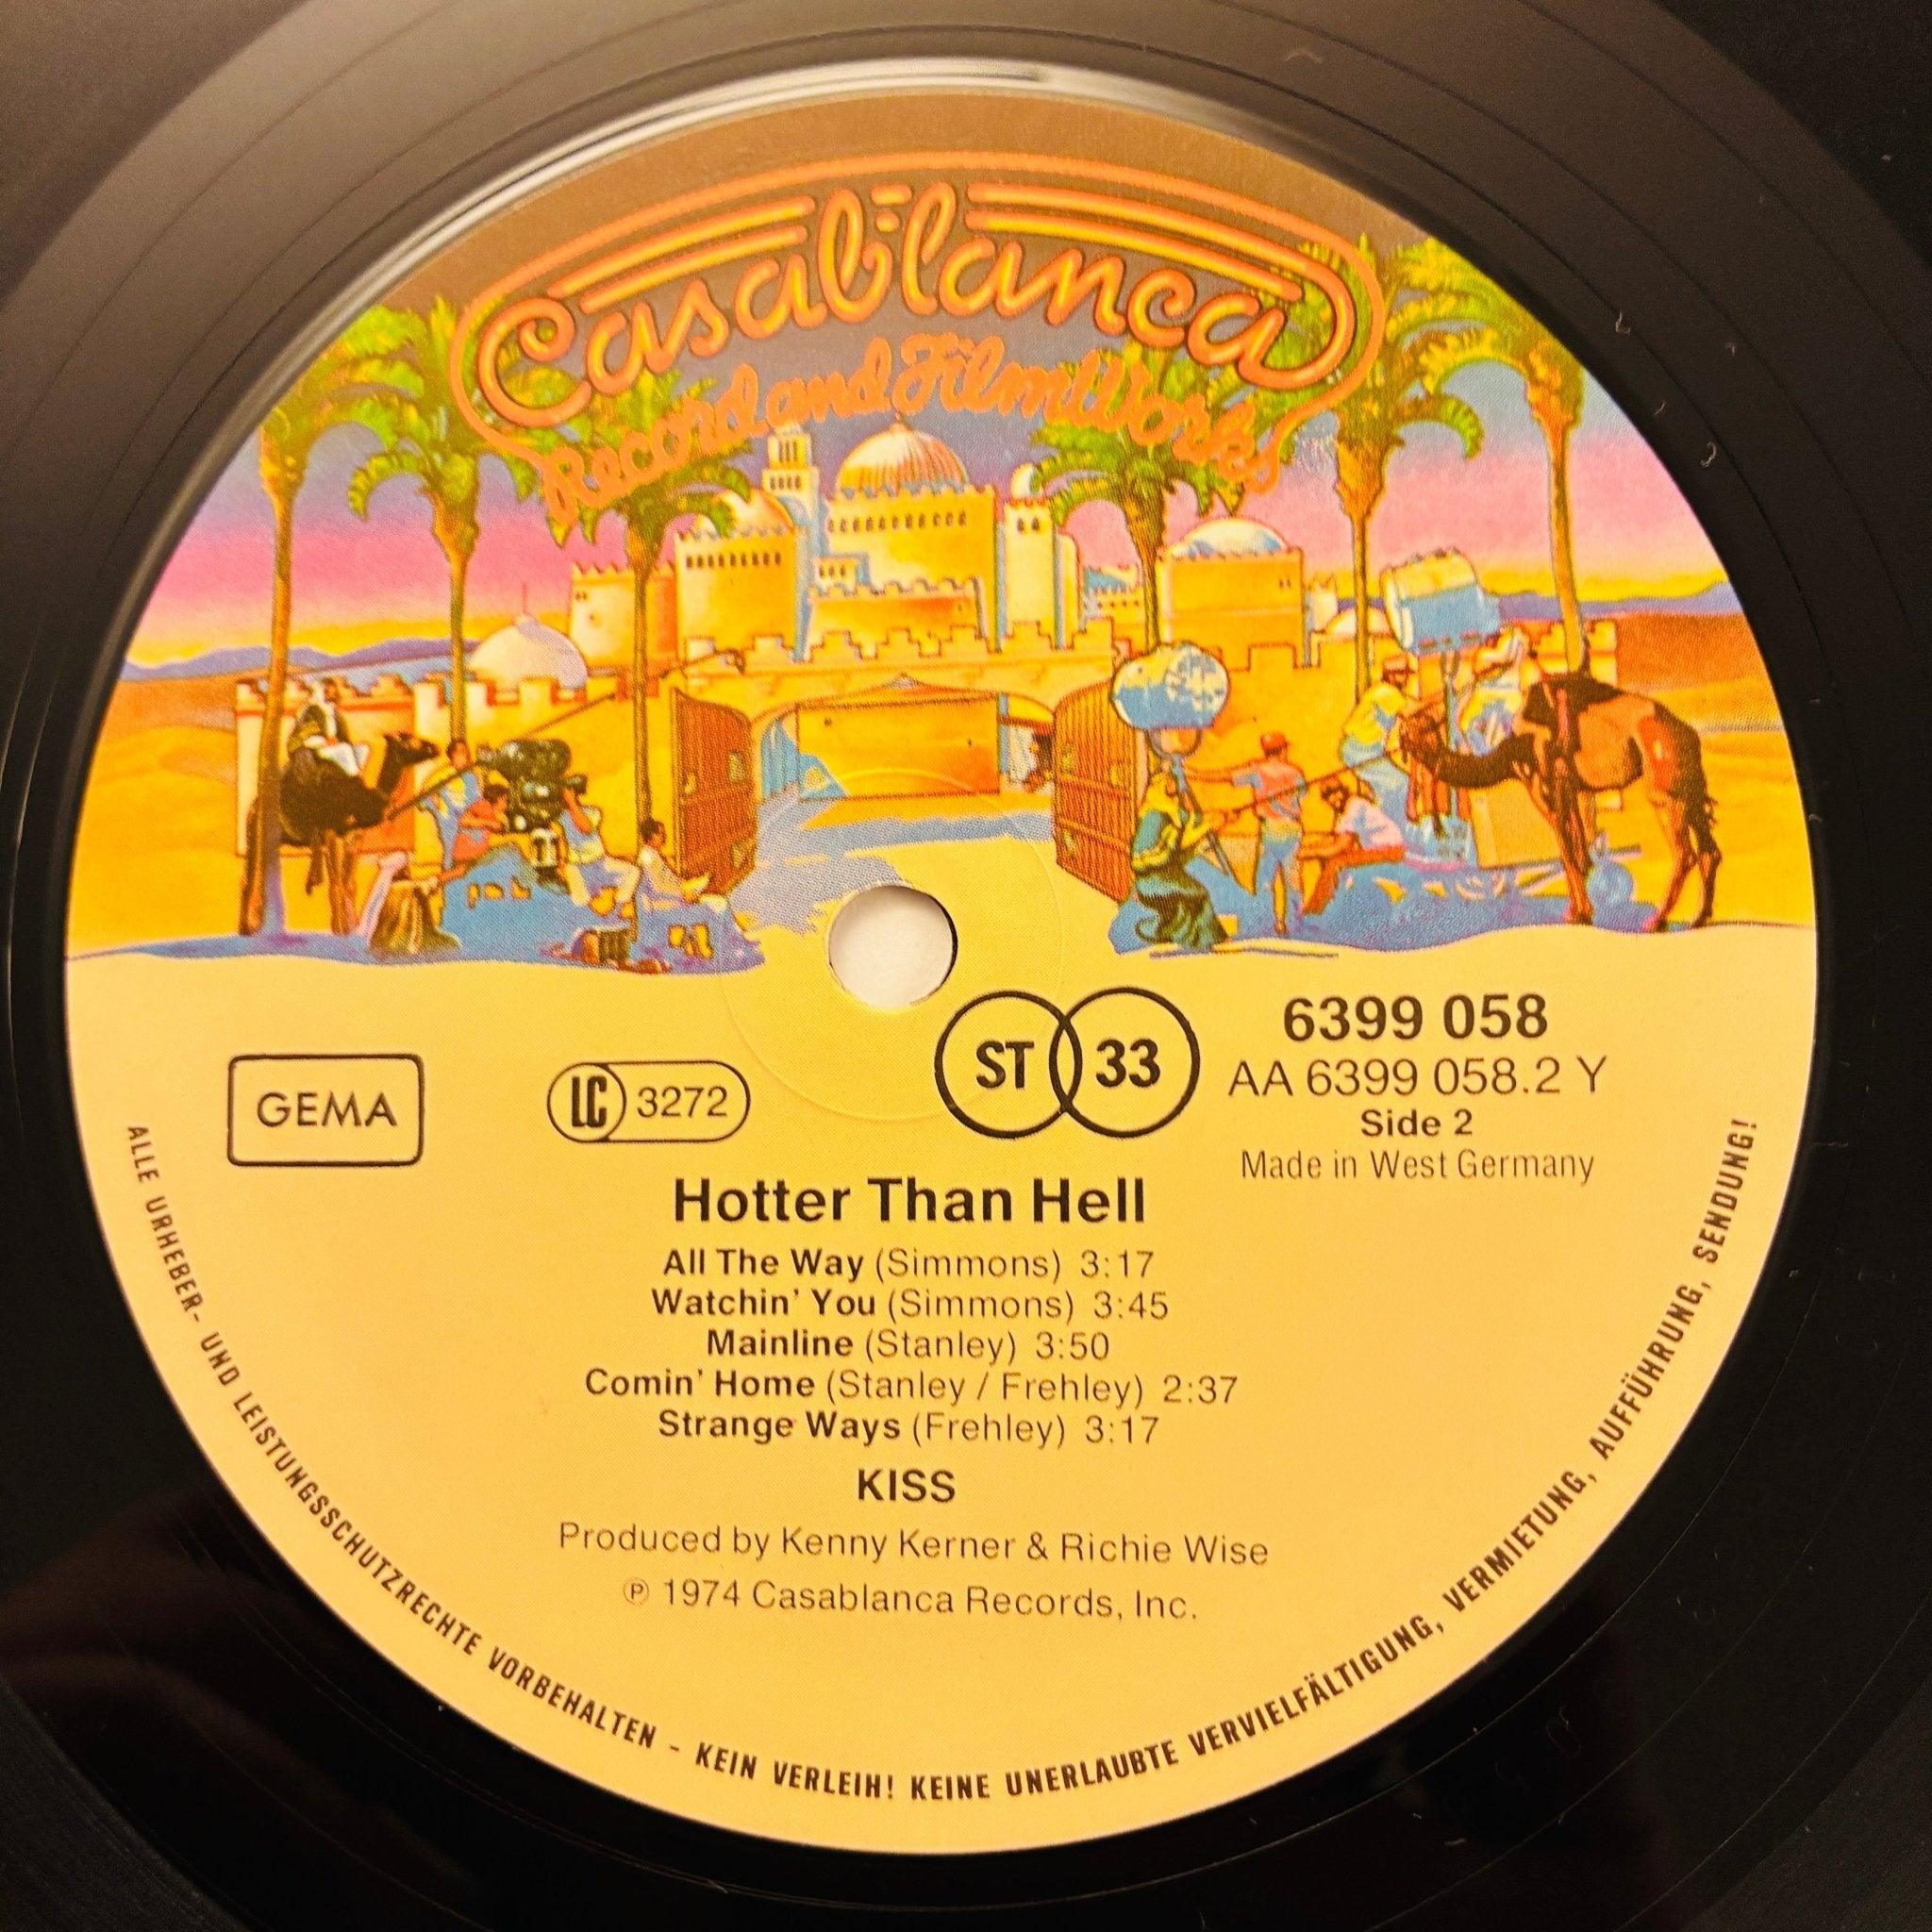 Casablanca
Record and FilmWorks
GEMA
LC 3272
ST 33
6399 058
AA 6399 058.2 Y
Side 2
Made in West Germany
Hotter Than Hell
All The Way (Simmons) 3:17
Watchin' You (Simmons) 3:45
Mainline (Stanley) 3:50
Comin' Home (Stanley / Frehley) 2:37
Strange Ways (Frehley) 3:17
KISS
Produced by Kenny Kerner & Richie Wise
℗ 1974 Casablanca Records, Inc.
ALLE URHEBER- UND LEISTUNGSSCHUTZRECHTE VORBEHALTEN - KEIN VERLEIH! KEINE UNERLAUBTE VERVIELFÄLTIGUNG, VERMIETUNG, AUFFÜHRUNG, SENDUNG!